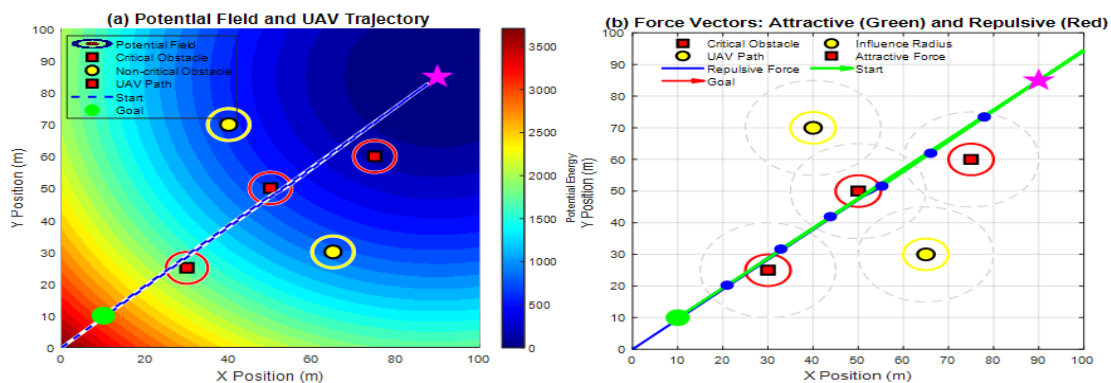 (a) Potential Field and UAV Trajectory
100
90
80
70
60
50
40
30
20
10
0
Y Position (m)
0
20
40
60
80
100
X Position (m)
Potential Field
Critical Obstacle
Non-critical Obstacle
UAV Path
Start
Goal
3500
3000
2500
2000
1500
1000
500
0
Potential Energy
(b) Force Vectors: Attractive (Green) and Repulsive (Red)
100
90
80
70
60
50
40
30
20
10
0
Y Position (m)
0
10
20
30
40
50
60
70
80
90
100
X Position (m)
Critical Obstacle
Influence Radius
UAV Path
Attractive Force
Repulsive Force
Start
Goal